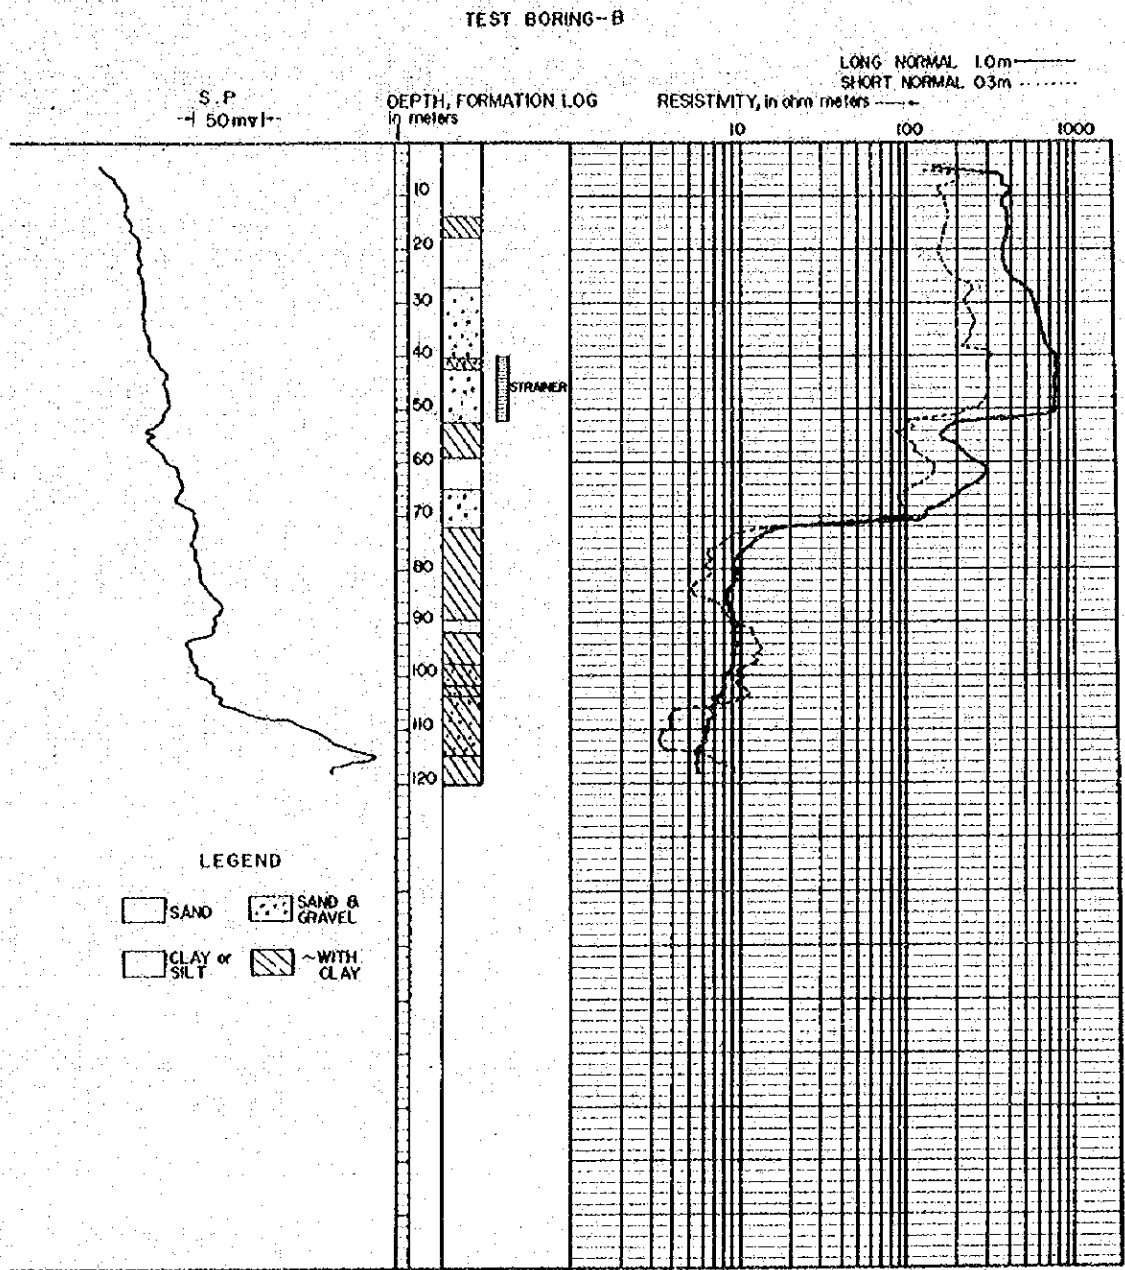 TEST BORING-B
LONG NORMAL 1.0m
SHORT NORMAL 0.3m
S.P
50mv
DEPTH, FORMATION LOG
in meters
RESISTIVITY, in ohm meters
10 100 1000
10
20
30
40
STRAINER
50
60
70
80
90
100
110
120
LEGEND
SAND
SAND &
GRAVEL
CLAY or
SILT
~WITH
CLAY